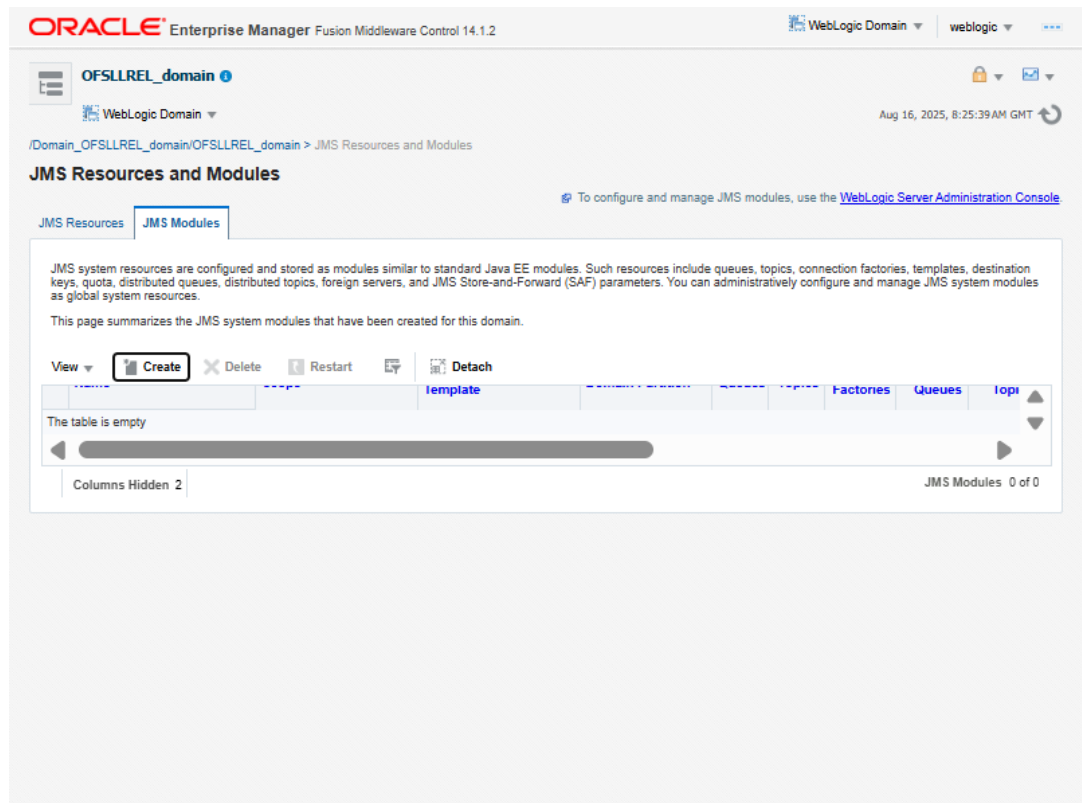 ORACLE Enterprise Manager Fusion Middleware Control 14.1.2
WebLogic Domain
weblogic
OFSLLREL_domain
WebLogic Domain
Aug 16, 2025, 8:25:39 AM GMT
/Domain_OFSLLREL_domain/OFSLLREL_domain > JMS Resources and Modules
JMS Resources and Modules
To configure and manage JMS modules, use the WebLogic Server Administration Console.
JMS Resources
JMS Modules
JMS system resources are configured and stored as modules similar to standard Java EE modules. Such resources include queues, topics, connection factories, templates, destination
keys, quota, distributed queues, distributed topics, foreign servers, and JMS Store-and-Forward (SAF) parameters. You can administratively configure and manage JMS system modules
as global system resources.
This page summarizes the JMS system modules that have been created for this domain.
View Create Delete Restart Detach
Template Domain Partition Queues Topics Factories Queues Topi
The table is empty
Columns Hidden 2
JMS Modules 0 of 0